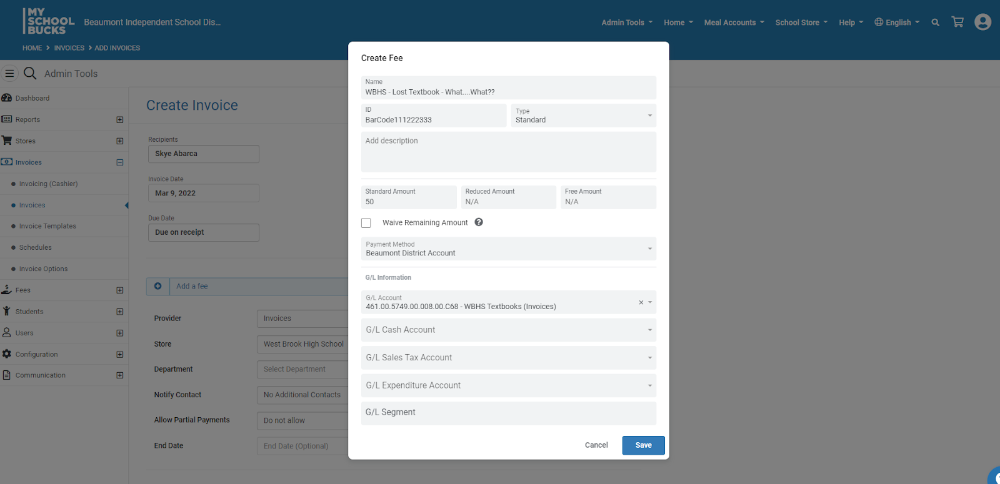 MY
SCHOOL
BUCKS
Beaumont Independent School Dis...
Admin Tools
Home
Meal Accounts
School Store
Help
English
HOME > INVOICES > ADD INVOICES
Admin Tools
Dashboard
Reports
Stores
Invoices
Invoicing (Cashier)
Invoices
Invoice Templates
Schedules
Invoice Options
Fees
Students
Users
Configuration
Communication
Create Invoice
Recipients
Skye Abarca
Invoice Date
Mar 9, 2022
Due Date
Due on receipt
Add a fee
Provider
Invoices
Store
West Brook High School
Department
Select Department
Notify Contact
No Additional Contacts
Allow Partial Payments
Do not allow
End Date
End Date (Optional)
Create Fee
Name
WBHS - Lost Textbook - What....What??
ID
BarCode111222333
Type
Standard
Add description
Standard Amount
50
Reduced Amount
N/A
Free Amount
N/A
Waive Remaining Amount ?
Payment Method
Beaumont District Account
G/L Information
G/L Account
461.00.5749.00.008.00.C68 - WBHS Textbooks (Invoices)
G/L Cash Account
G/L Sales Tax Account
G/L Expenditure Account
G/L Segment
Cancel
Save